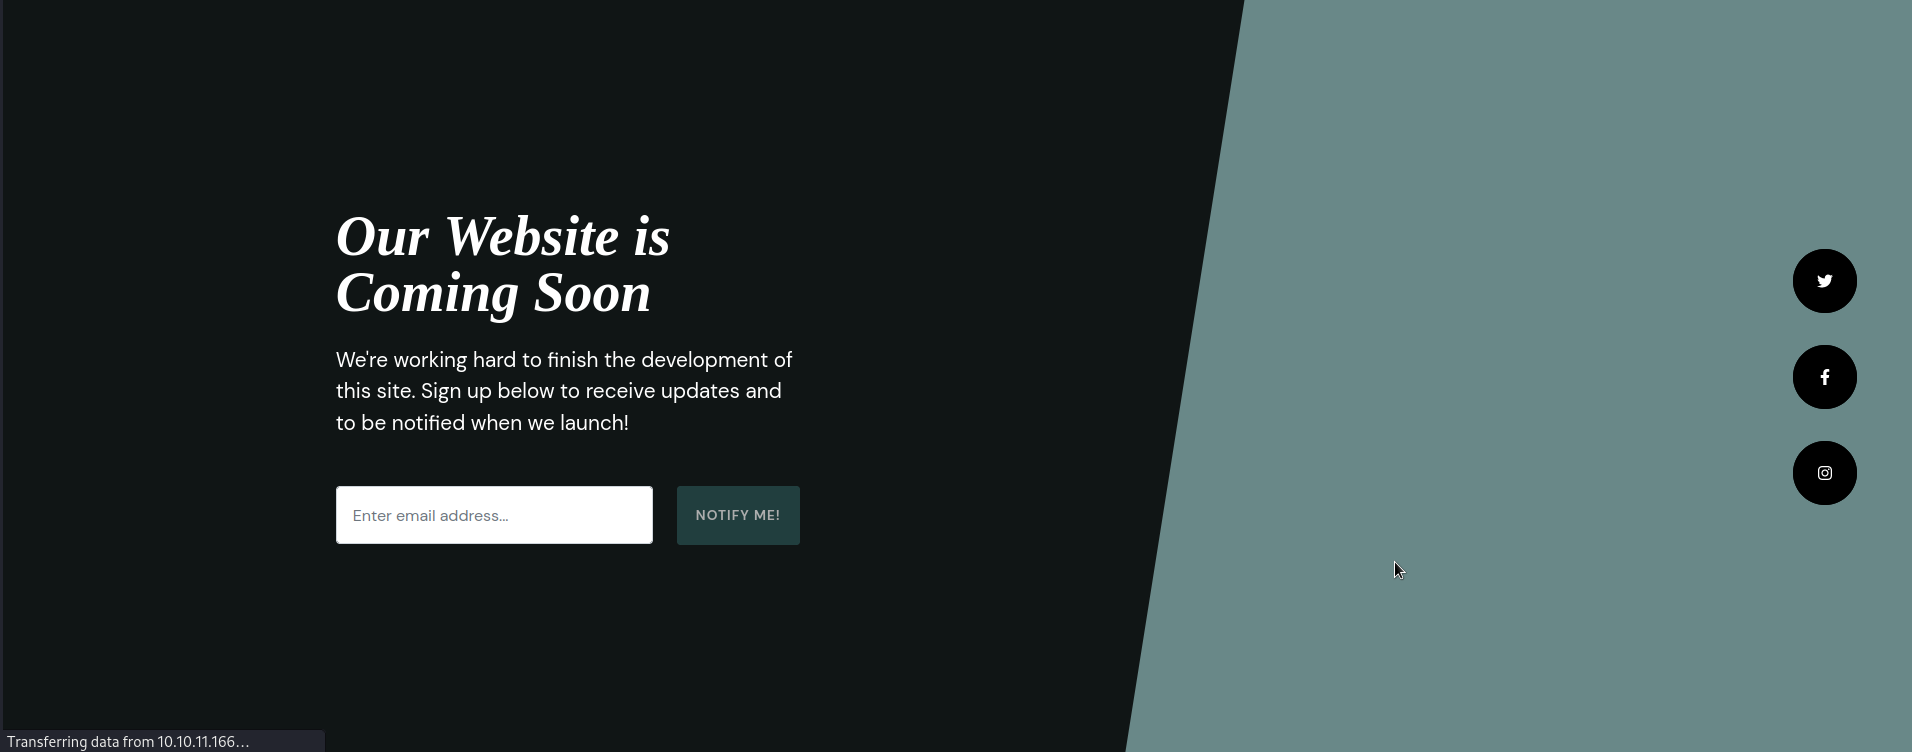 Our Website is
Coming Soon
We're working hard to finish the development of
this site. Sign up below to receive updates and
to be notified when we launch!
Enter email address...
NOTIFY ME!
Transferring data from 10.10.11.166...